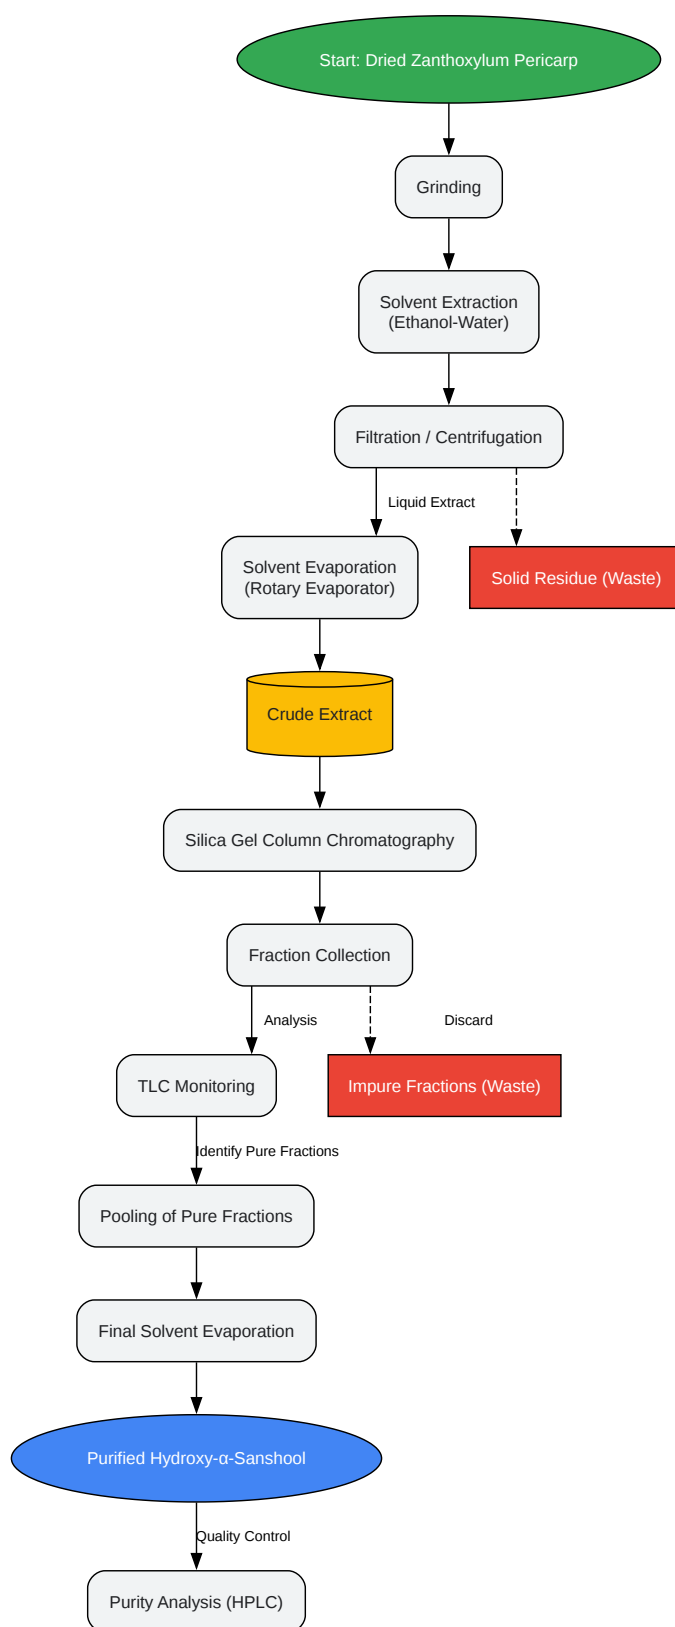 Start: Dried Zanthoxylum Pericarp
Grinding
Solvent Extraction
(Ethanol-Water)
Filtration / Centrifugation
Liquid Extract
Solvent Evaporation
(Rotary Evaporator)
Solid Residue (Waste)
Crude Extract
Silica Gel Column Chromatography
Fraction Collection
Analysis
Discard
TLC Monitoring
Impure Fractions (Waste)
Identify Pure Fractions
Pooling of Pure Fractions
Final Solvent Evaporation
Purified Hydroxy-α-Sanshool
Quality Control
Purity Analysis (HPLC)